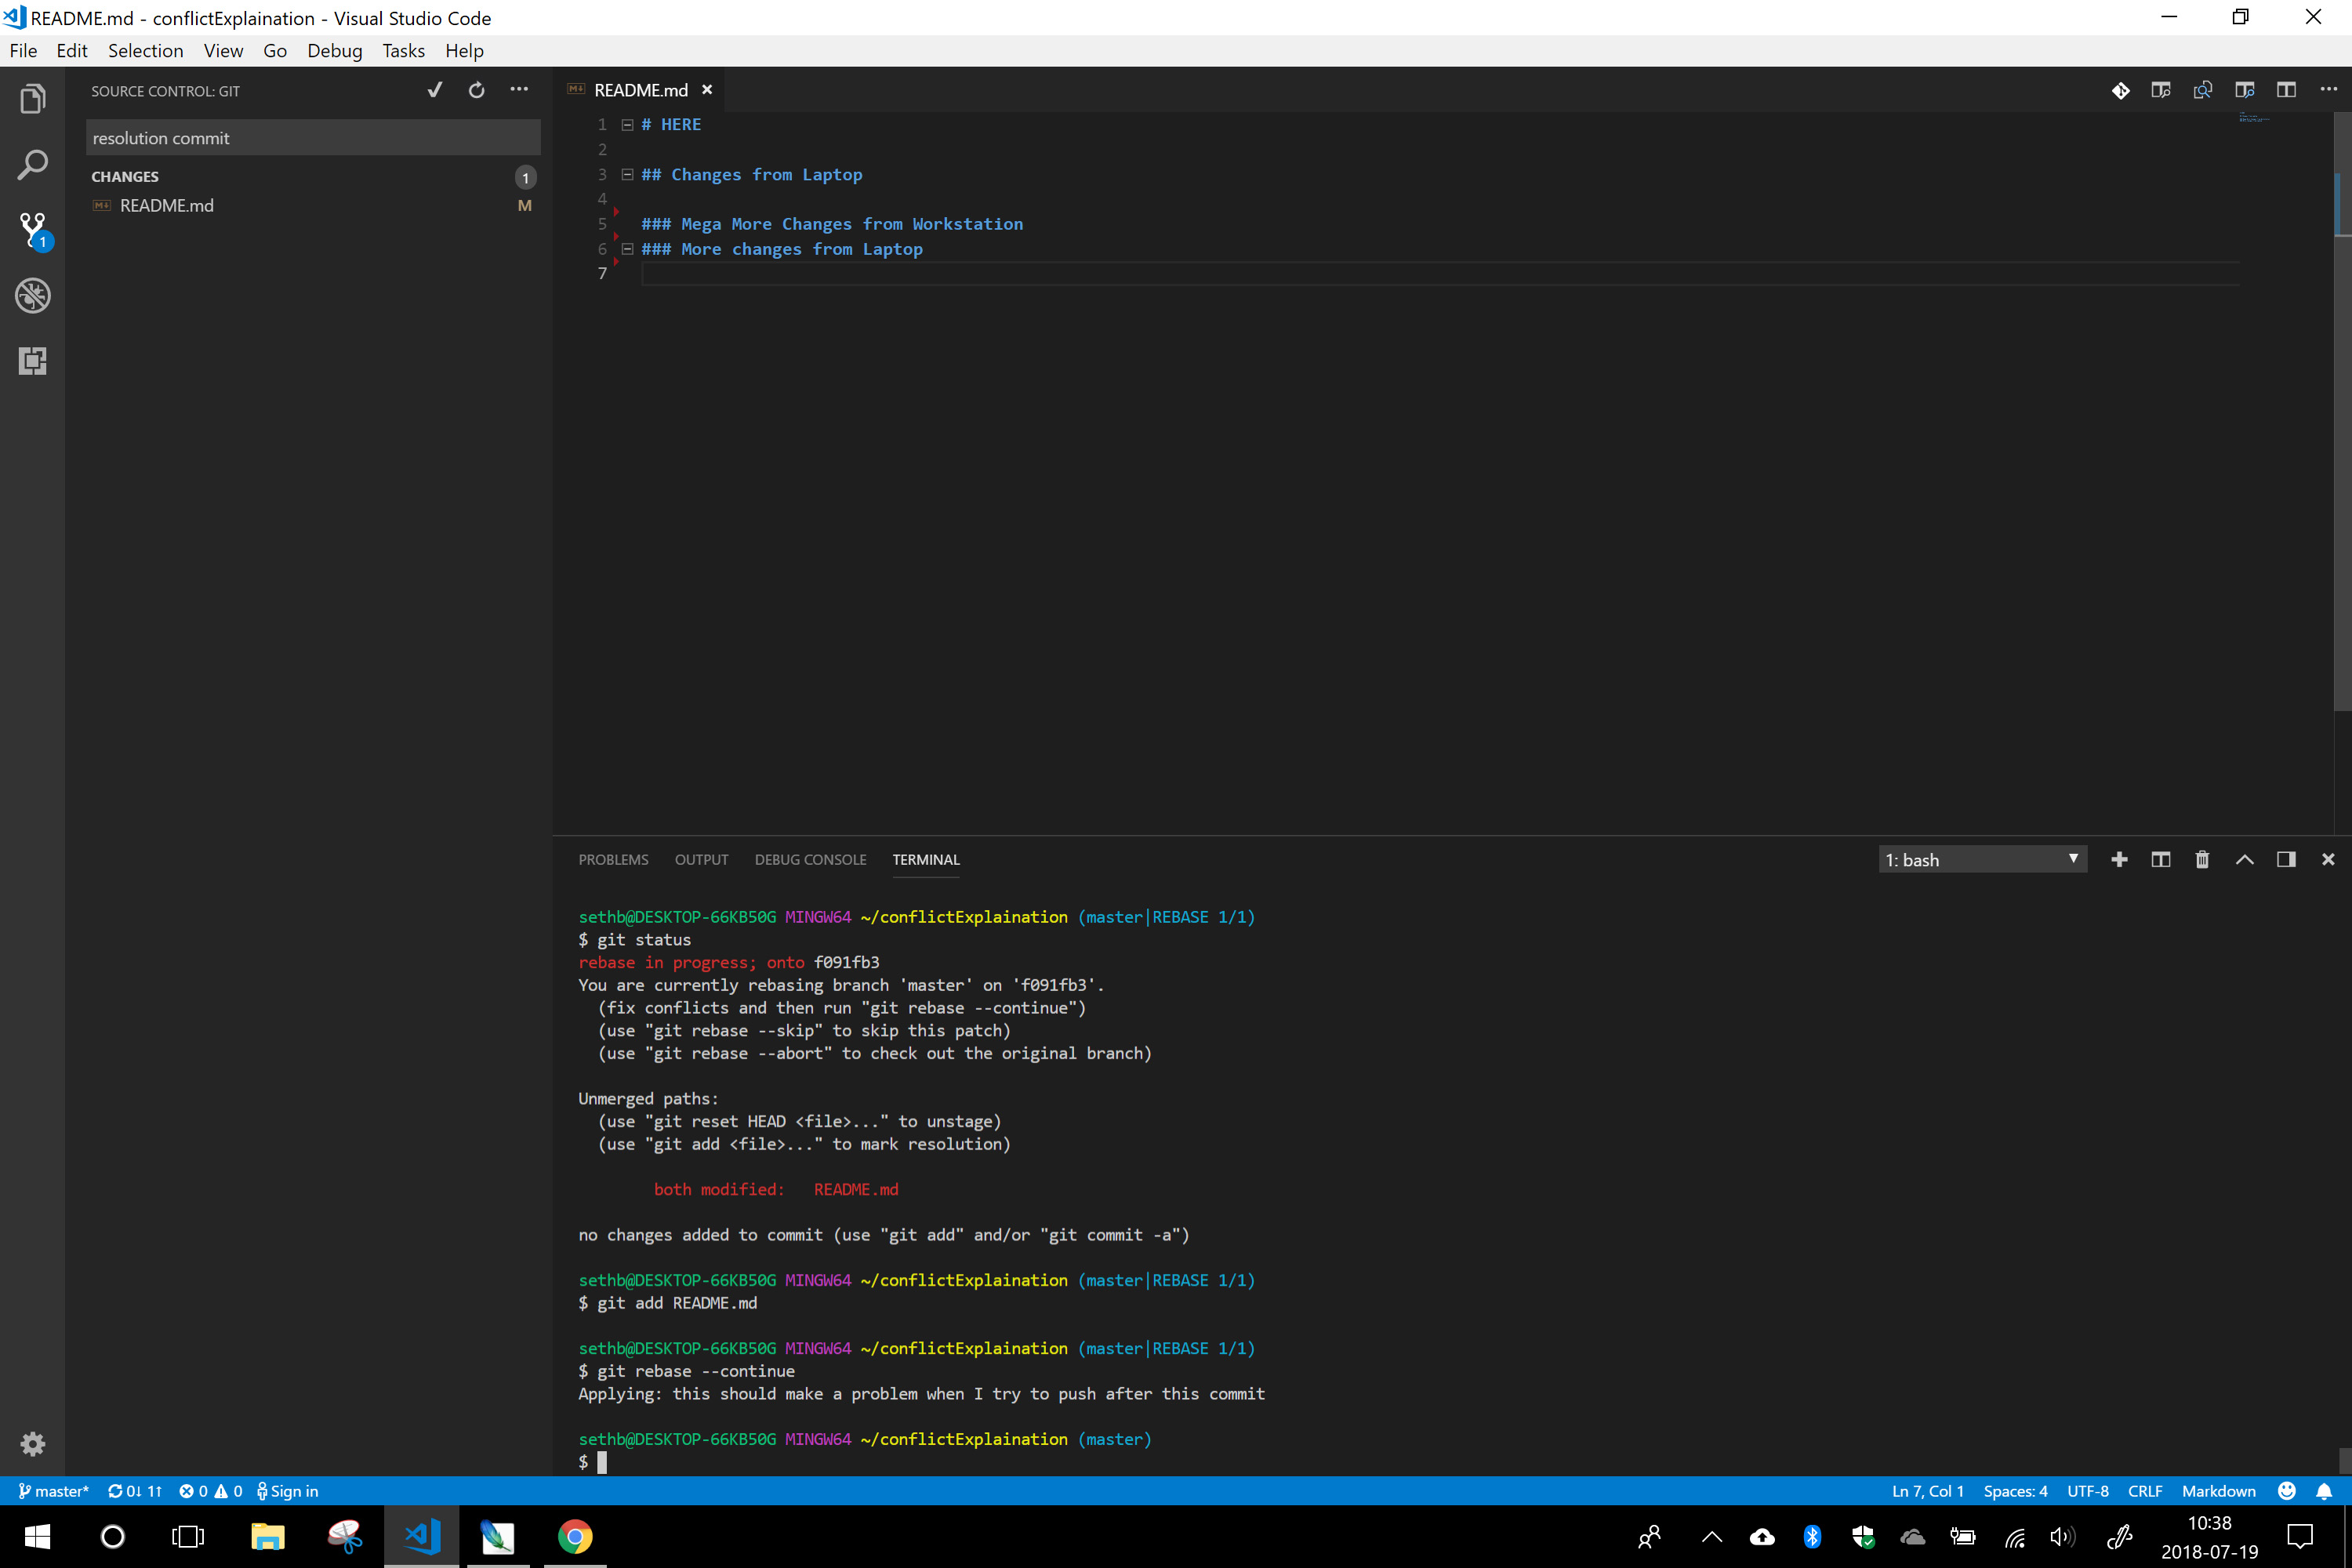 README.md - conflictExplaination - Visual Studio Code
File Edit Selection View Go Debug Tasks Help
SOURCE CONTROL: GIT
README.md
resolution commit
CHANGES 1
README.md M
1
1 # HERE
2
3 ## Changes from Laptop
4
5 ### Mega More Changes from Workstation
6 ### More changes from Laptop
7
PROBLEMS OUTPUT DEBUG CONSOLE TERMINAL 1: bash
sethb@DESKTOP-66KB50G MINGW64 ~/conflictExplaination (master|REBASE 1/1)
$ git status
rebase in progress; onto f091fb3
You are currently rebasing branch 'master' on 'f091fb3'.
(fix conflicts and then run "git rebase --continue")
(use "git rebase --skip" to skip this patch)
(use "git rebase --abort" to check out the original branch)
Unmerged paths:
(use "git reset HEAD <file>..." to unstage)
(use "git add <file>..." to mark resolution)
both modified: README.md
no changes added to commit (use "git add" and/or "git commit -a")
sethb@DESKTOP-66KB50G MINGW64 ~/conflictExplaination (master|REBASE 1/1)
$ git add README.md
sethb@DESKTOP-66KB50G MINGW64 ~/conflictExplaination (master|REBASE 1/1)
$ git rebase --continue
Applying: this should make a problem when I try to push after this commit
sethb@DESKTOP-66KB50G MINGW64 ~/conflictExplaination (master)
$
master* 0↓ 1↑ 0 0 Sign in Ln 7, Col 1 Spaces: 4 UTF-8 CRLF Markdown
10:38
2018-07-19